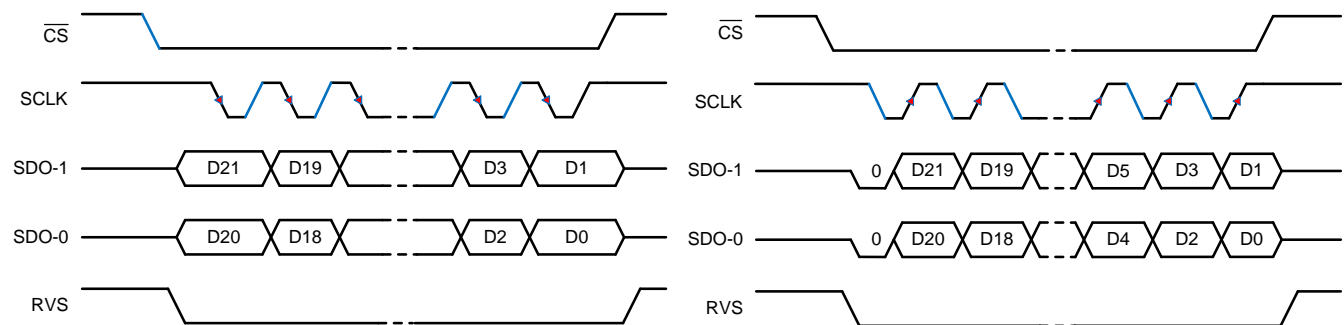 CS
SCLK
SDO-1 D21 D19 D3 D1
SDO-0 D20 D18 D2 D0
RVS
CS
SCLK
SDO-1 0 D21 D19 D5 D3 D1
SDO-0 0 D20 D18 D4 D2 D0
RVS